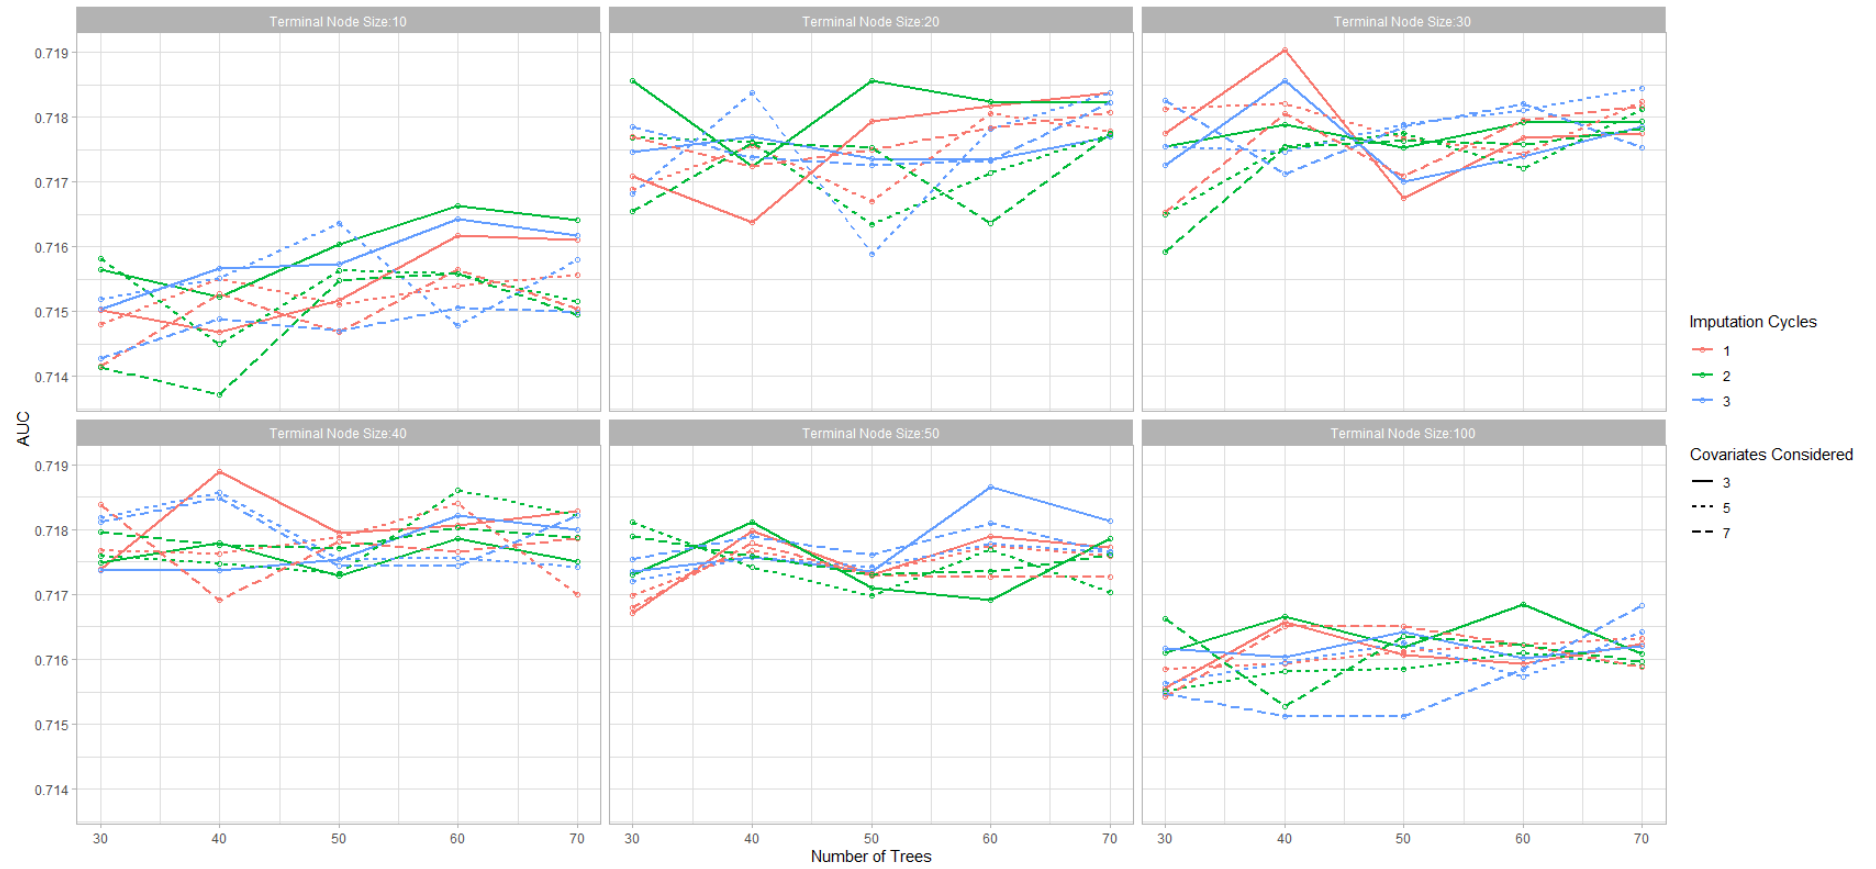 Terminal Node Size:10
Terminal Node Size:20
Terminal Node Size:30
0.719
0.718
0.717
0.716
0.715
0.714
Terminal Node Size:40
Terminal Node Size:50
Terminal Node Size:100
0.719
0.718
0.717
0.716
0.715
0.714
AUC
30 40 50 60 70
30 40 50 60 70
30 40 50 60 70
Number of Trees
Imputation Cycles
1
2
3
Covariates Considered
3
5
7